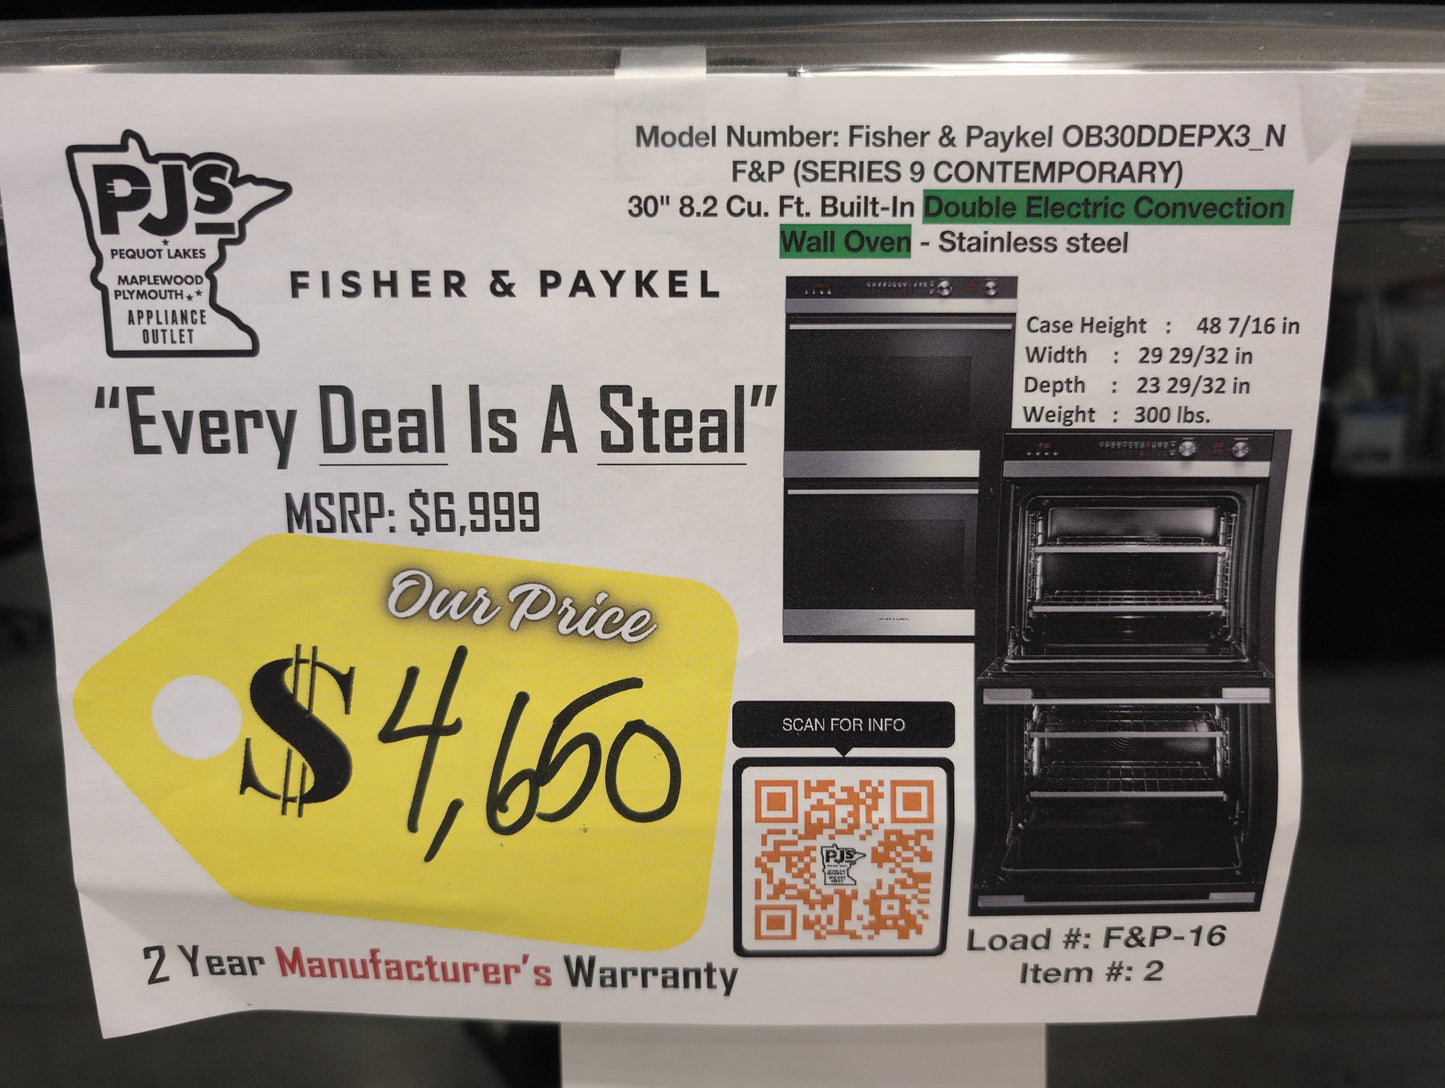 PJS
PEQUOT LAKES
MAPLEWOOD
PLYMOUTH
APPLIANCE
OUTLET
FISHER & PAYKEL
Model Number: Fisher & Paykel OB30DDEPX3_N
F&P (SERIES 9 CONTEMPORARY)
30" 8.2 Cu. Ft. Built-In Double Electric Convection
Wall Oven - Stainless steel
Case Height : 48 7/16 in
Width : 29 29/32 in
Depth : 23 29/32 in
Weight : 300 lbs.
“Every Deal Is A Steal”
MSRP: $6,999
Our Price
$4,650
SCAN FOR INFO
PJS
2 Year Manufacturer's Warranty
Load #: F&P-16
Item #: 2